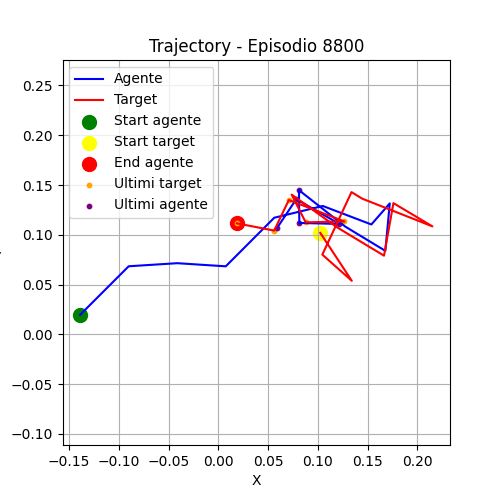 Trajectory - Episodio 8800
Agente
Target
Start agente
Start target
End agente
Ultimi target
Ultimi agente
0.25
0.20
0.15
0.10
0.05
0.00
−0.05
−0.10
−0.15
−0.10
−0.05
0.00
0.05
0.10
0.15
0.20
X